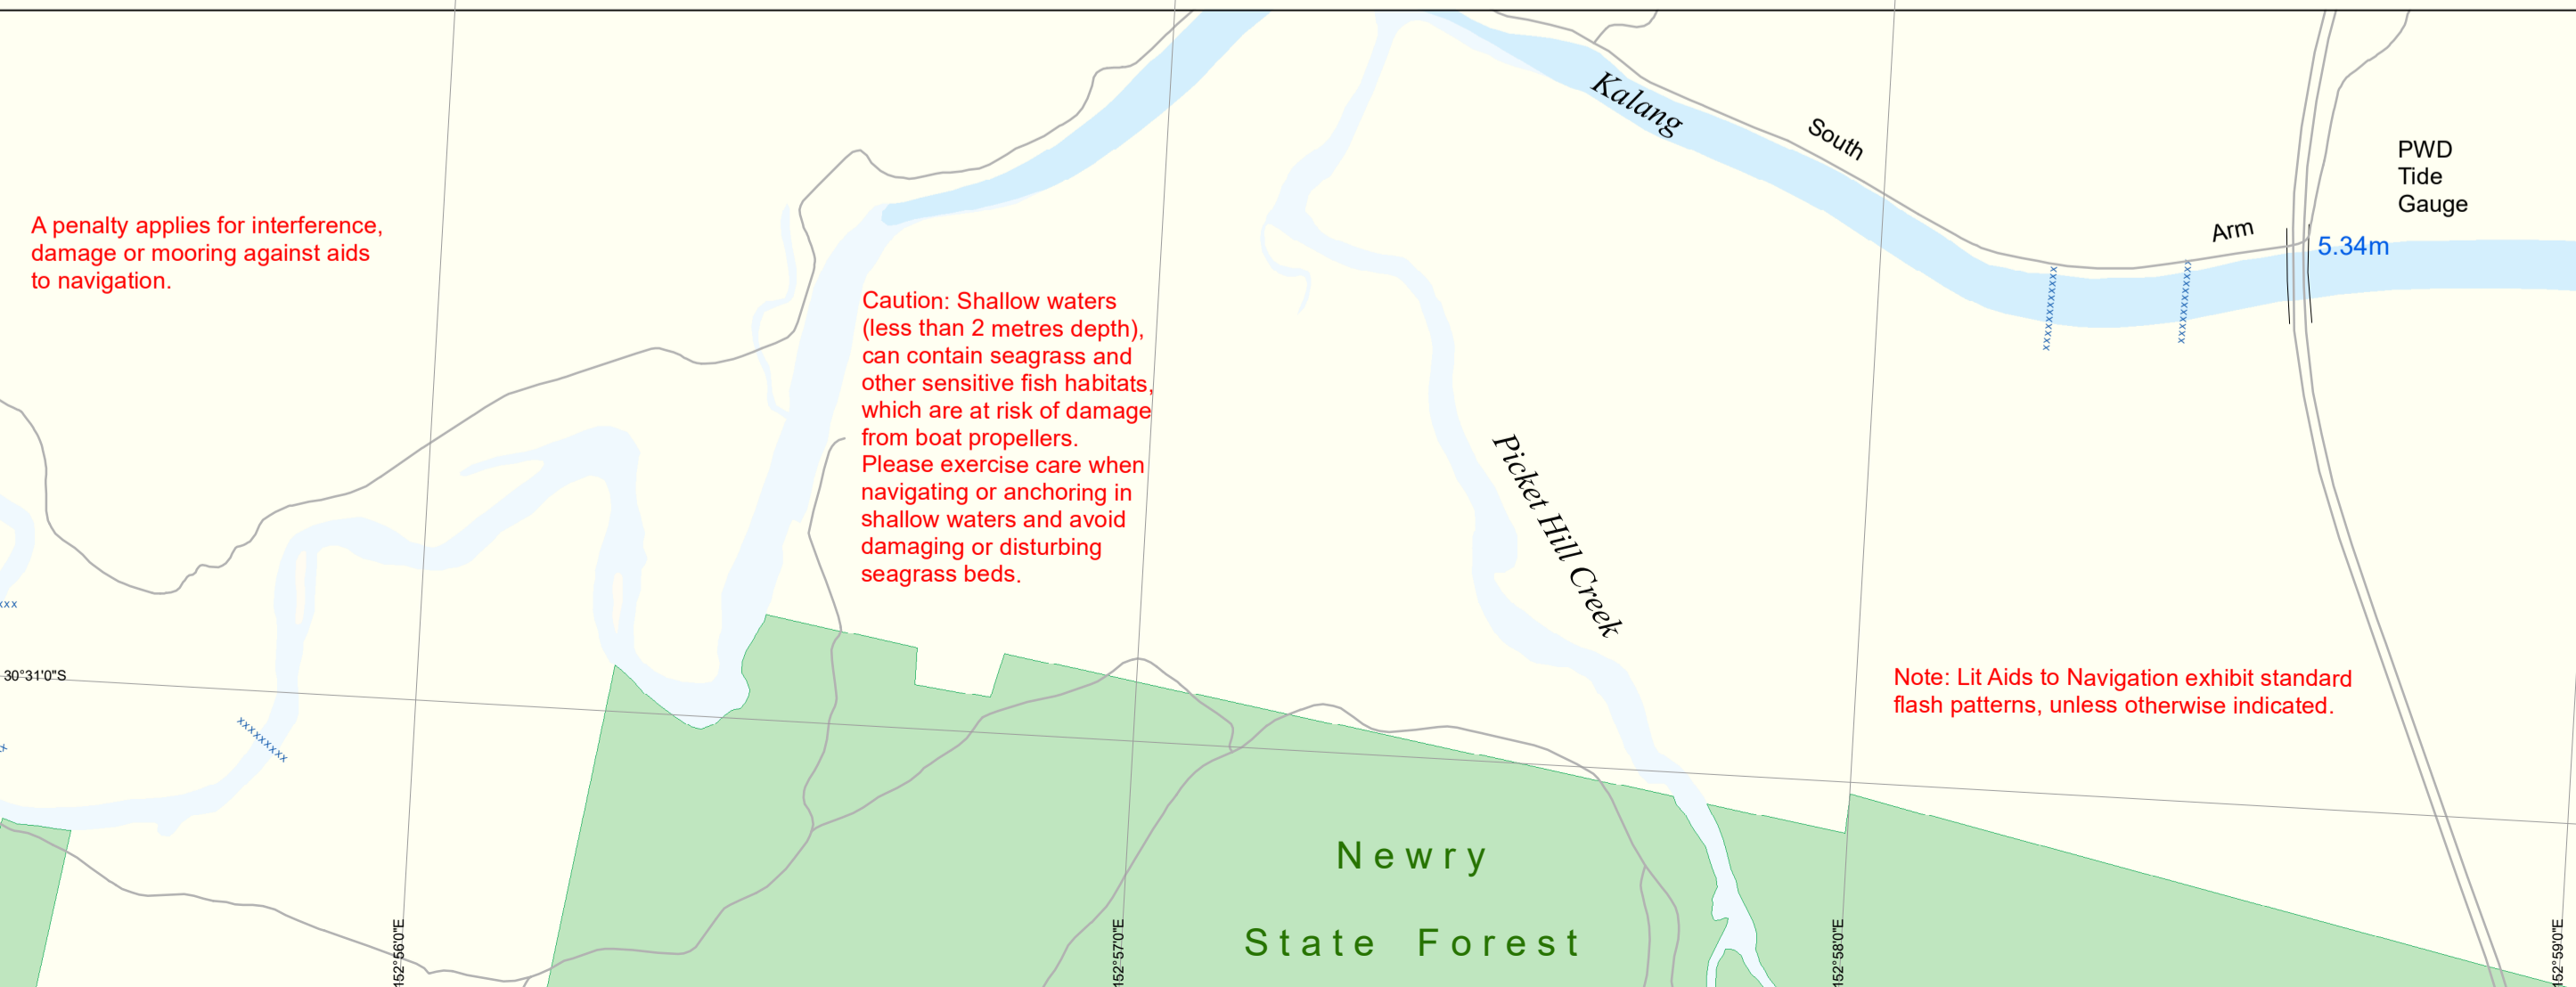 Kalang
South
Arm
PWD
Tide
Gauge
5.34m
A penalty applies for interference,
damage or mooring against aids
to navigation.
Caution: Shallow waters
(less than 2 metres depth),
can contain seagrass and
other sensitive fish habitats,
which are at risk of damage
from boat propellers.
Please exercise care when
navigating or anchoring in
shallow waters and avoid
damaging or disturbing
seagrass beds.
Picket Hill Creek
30°31'0"S
Note: Lit Aids to Navigation exhibit standard
flash patterns, unless otherwise indicated.
Newry
State Forest
152°56'0"E
152°57'0"E
152°58'0"E
152°59'0"E